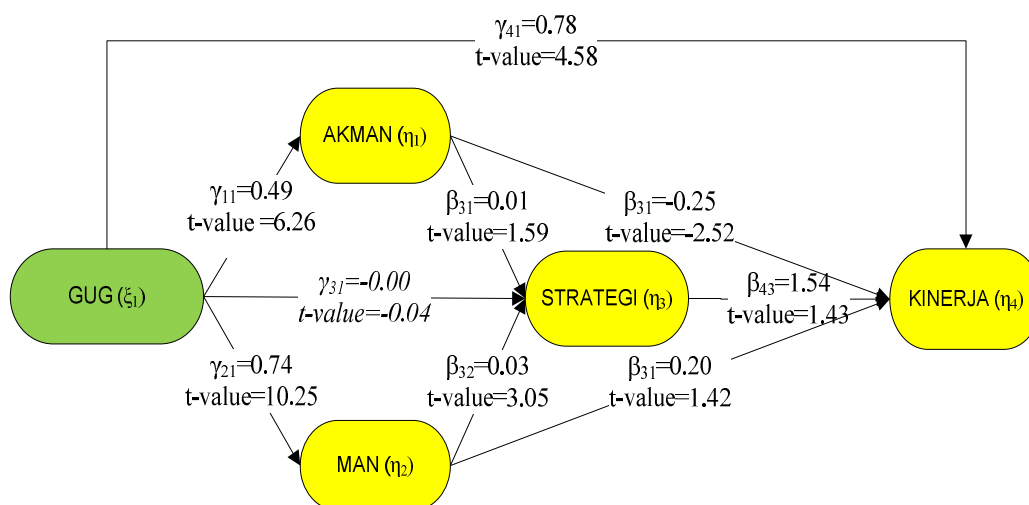 γ41=0.78
t-value=4.58
AKMAN (η1)
γ11=0.49
t-value =6.26
β31=0.01
t-value=1.59
β31=-0.25
t-value=-2.52
GUG (ξ1)
γ31=-0.00
t-value=-0.04
STRATEGI (η3)
β43=1.54
t-value=1.43
KINERJA (η4)
γ21=0.74
t-value=10.25
β32=0.03
t-value=3.05
β31=0.20
t-value=1.42
MAN (η2)